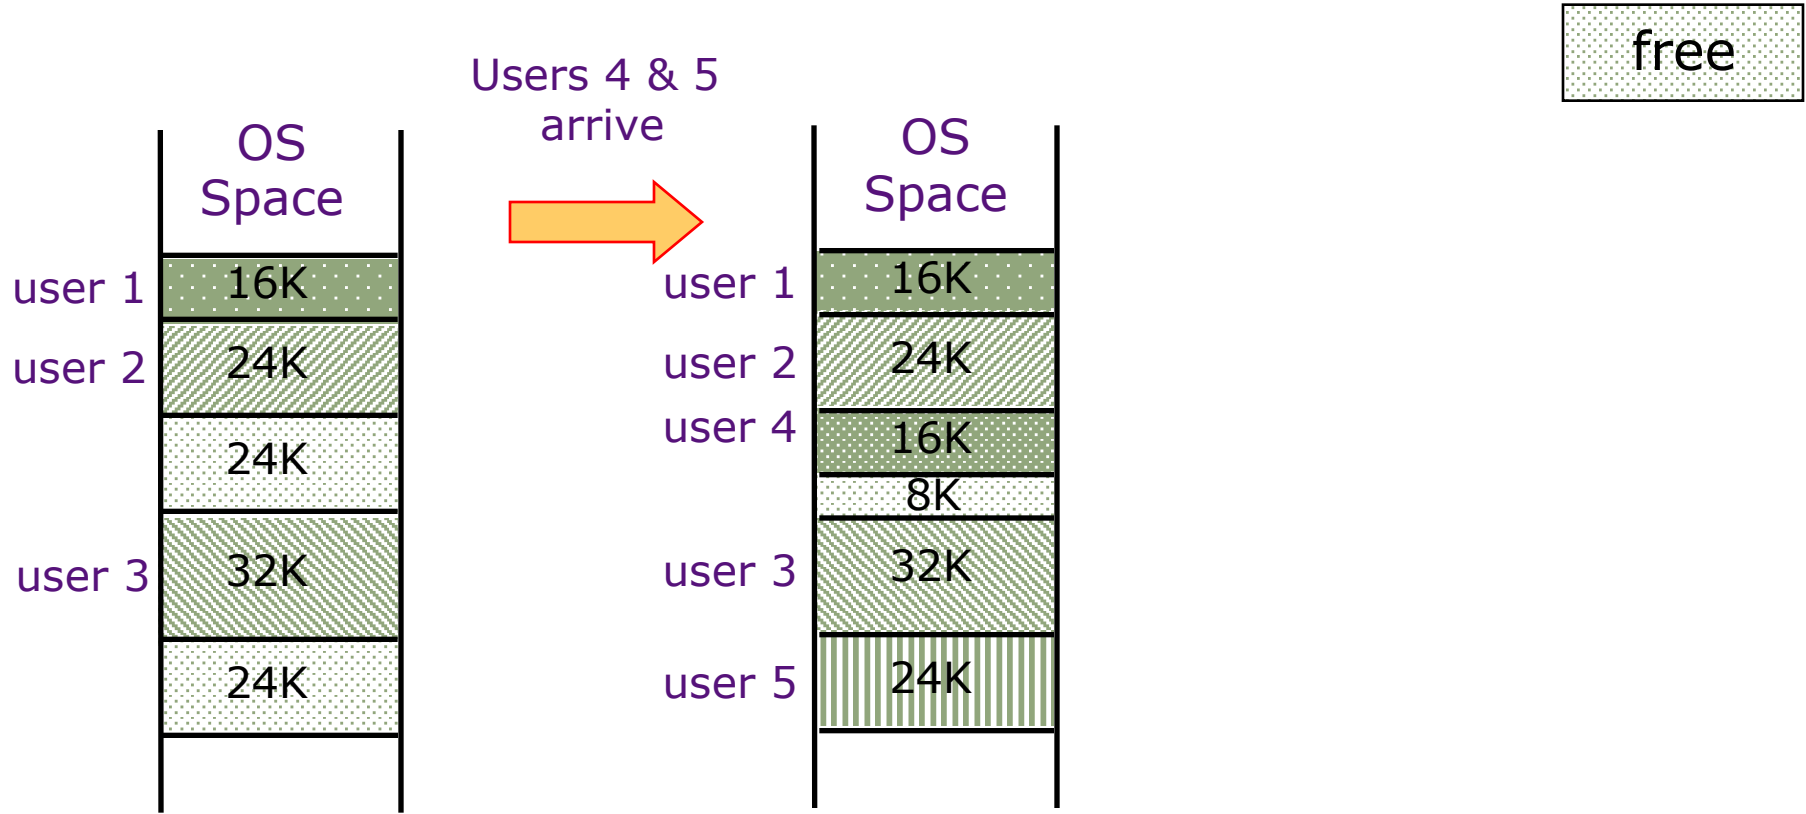 free
Users 4 & 5
arrive
OS
Space
user 1 16K
user 2 24K
24K
user 3 32K
24K
OS
Space
user 1 16K
user 2 24K
user 4 16K
8K
user 3 32K
user 5 24K